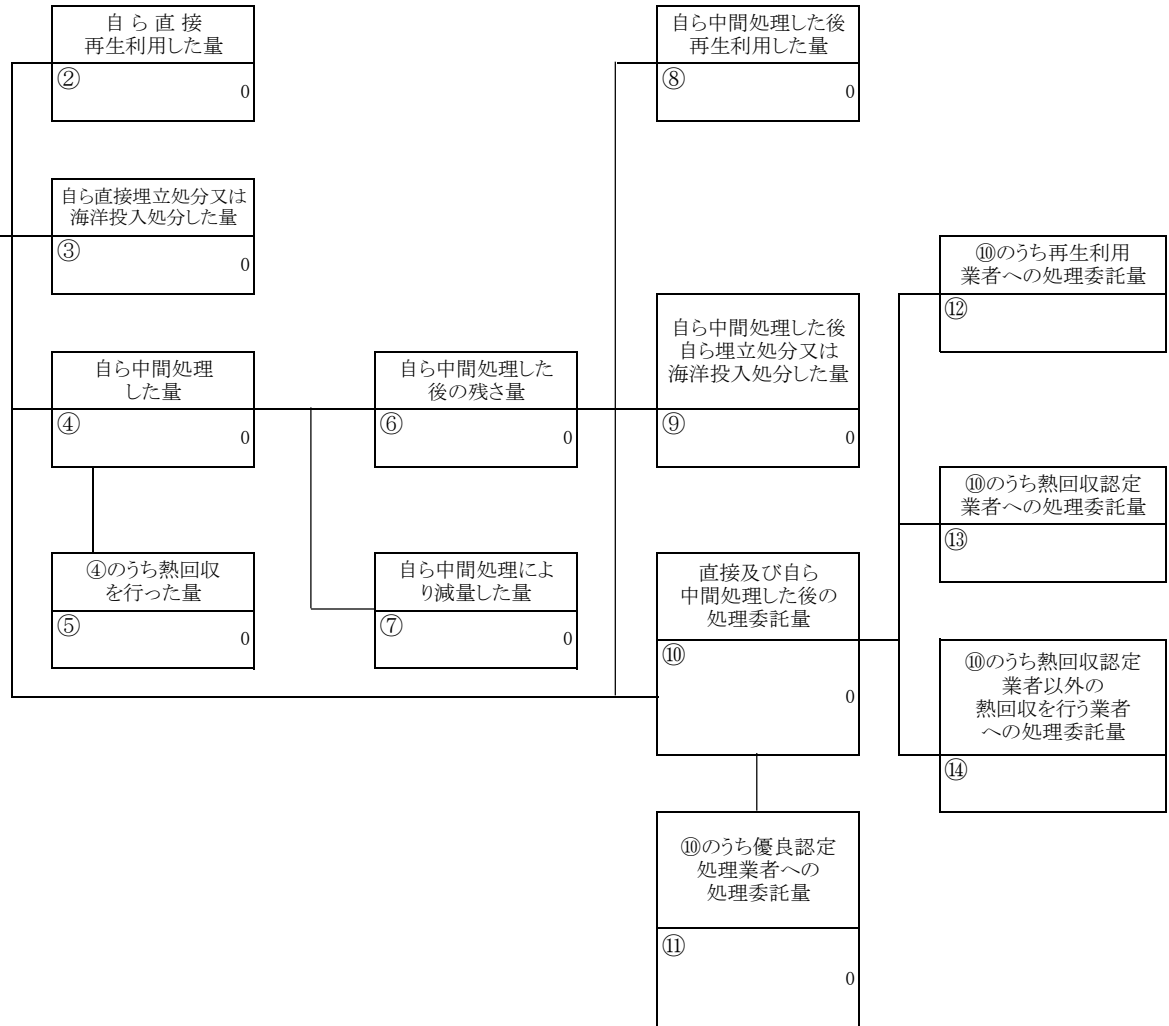 自ら直接
再生利用した量
②
0
自ら直接埋立処分又は
海洋投入処分した量
③
0
自ら中間処理
した量
④
0
④のうち熱回収
を行った量
⑤
0
自ら中間処理した
後の残さ量
⑥
0
自ら中間処理によ
り減量した量
⑦
0
自ら中間処理した後
再生利用した量
⑧
0
自ら中間処理した後
自ら埋立処分又は
海洋投入処分した量
⑨
0
直接及び自ら
中間処理した後の
処理委託量
⑩
0
⑩のうち優良認定
処理業者への
処理委託量
⑪
0
⑩のうち再生利用
業者への処理委託量
⑫
⑩のうち熱回収認定
業者への処理委託量
⑬
⑩のうち熱回収認定
業者以外の
熱回収を行う業者
への処理委託量
⑭